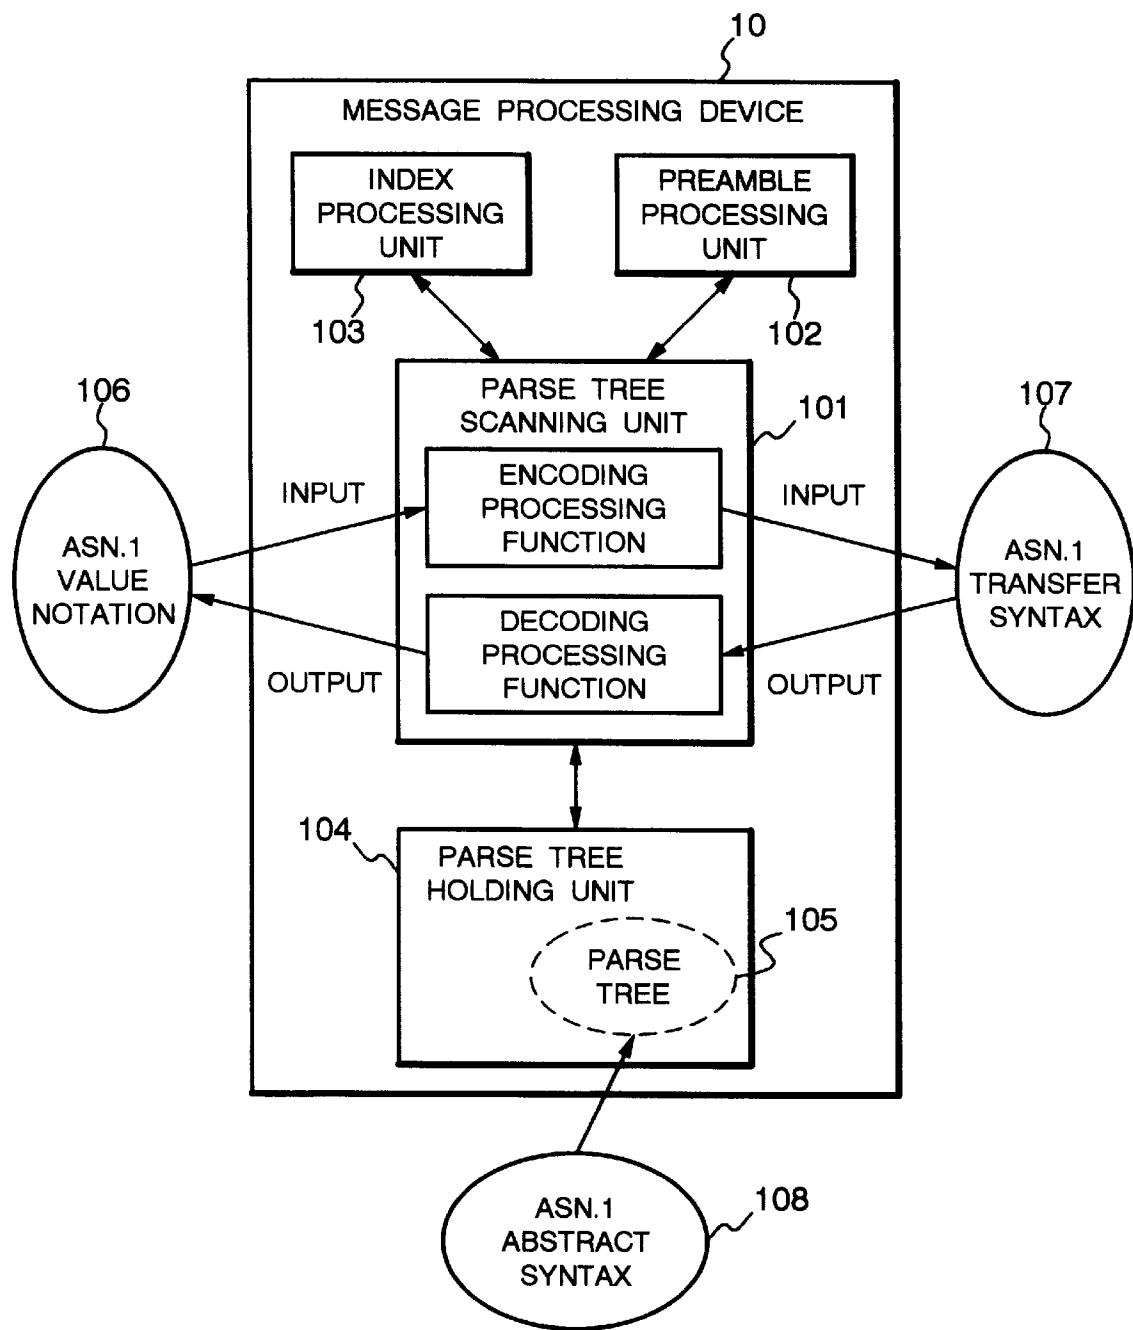 10
MESSAGE PROCESSING DEVICE
INDEX
PROCESSING
UNIT
103
PREAMBLE
PROCESSING
UNIT
102
PARSE TREE
SCANNING UNIT
101
106
107
ENCODING
PROCESSING
FUNCTION
INPUT
INPUT
ASN.1
VALUE
NOTATION
ASN.1
TRANSFER
SYNTAX
DECODING
PROCESSING
FUNCTION
OUTPUT
OUTPUT
104
PARSE TREE
HOLDING UNIT
105
PARSE
TREE
ASN.1
ABSTRACT
SYNTAX
108